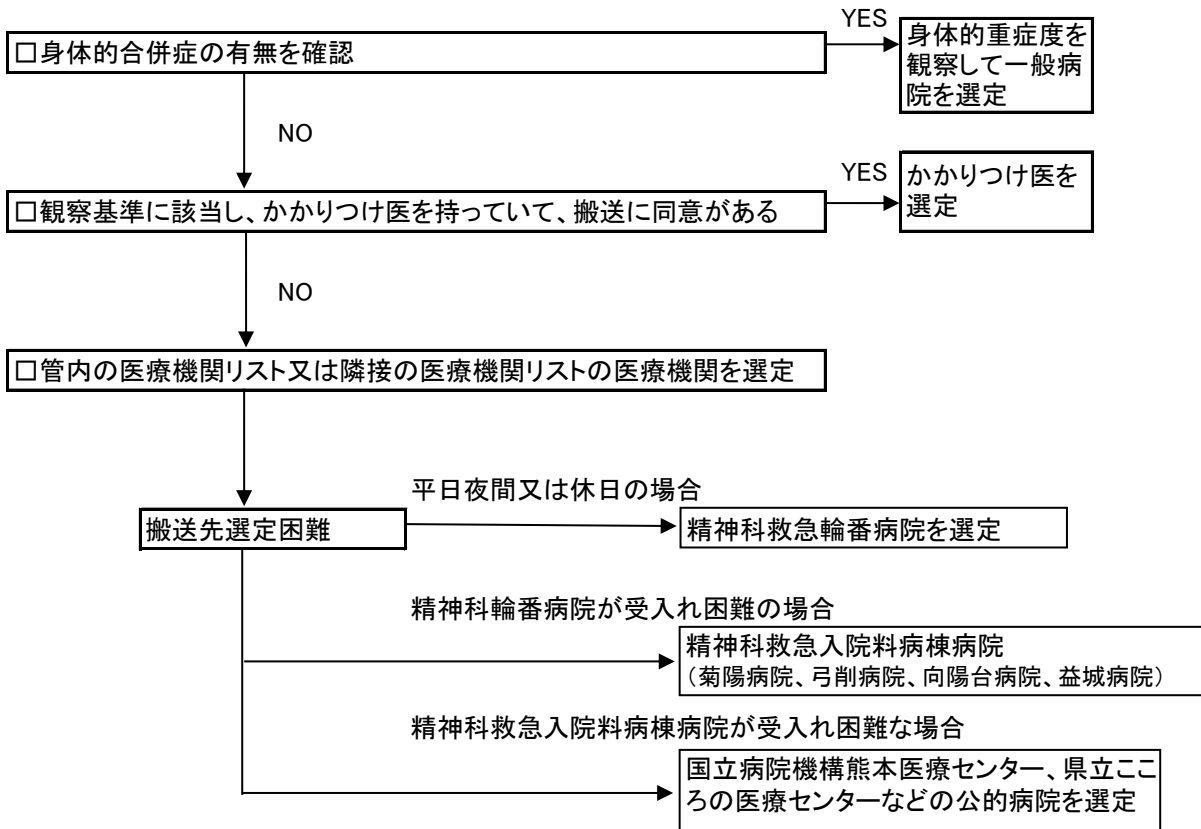 YES
□身体的合併症の有無を確認
身体的重症度を
観察して一般病
院を選定
NO
YES
□観察基準に該当し、かかりつけ医を持っていて、搬送に同意がある
かかりつけ医を
選定
NO
□管内の医療機関リスト又は隣接の医療機関リストの医療機関を選定
平日夜間又は休日の場合
搬送先選定困難
精神科救急輪番病院を選定
精神科輪番病院が受入れ困難の場合
精神科救急入院料病棟病院
（菊陽病院、弓削病院、向陽台病院、益城病院）
精神科救急入院料病棟病院が受入れ困難な場合
国立病院機構熊本医療センター、県立ここ
ろの医療センターなどの公的病院を選定